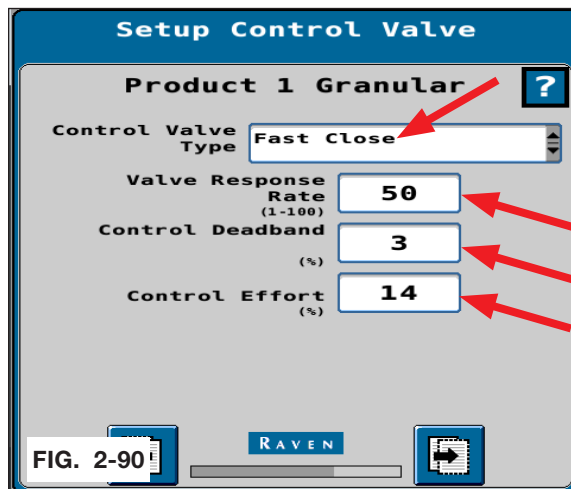 Setup Control Valve
Product 1 Granular
?
Control Valve
Type
Fast Close
Valve Response
Rate
(1-100)
50
Control Deadband
(%)
3
Control Effort
(%)
14
RAVEN
FIG. 2-90